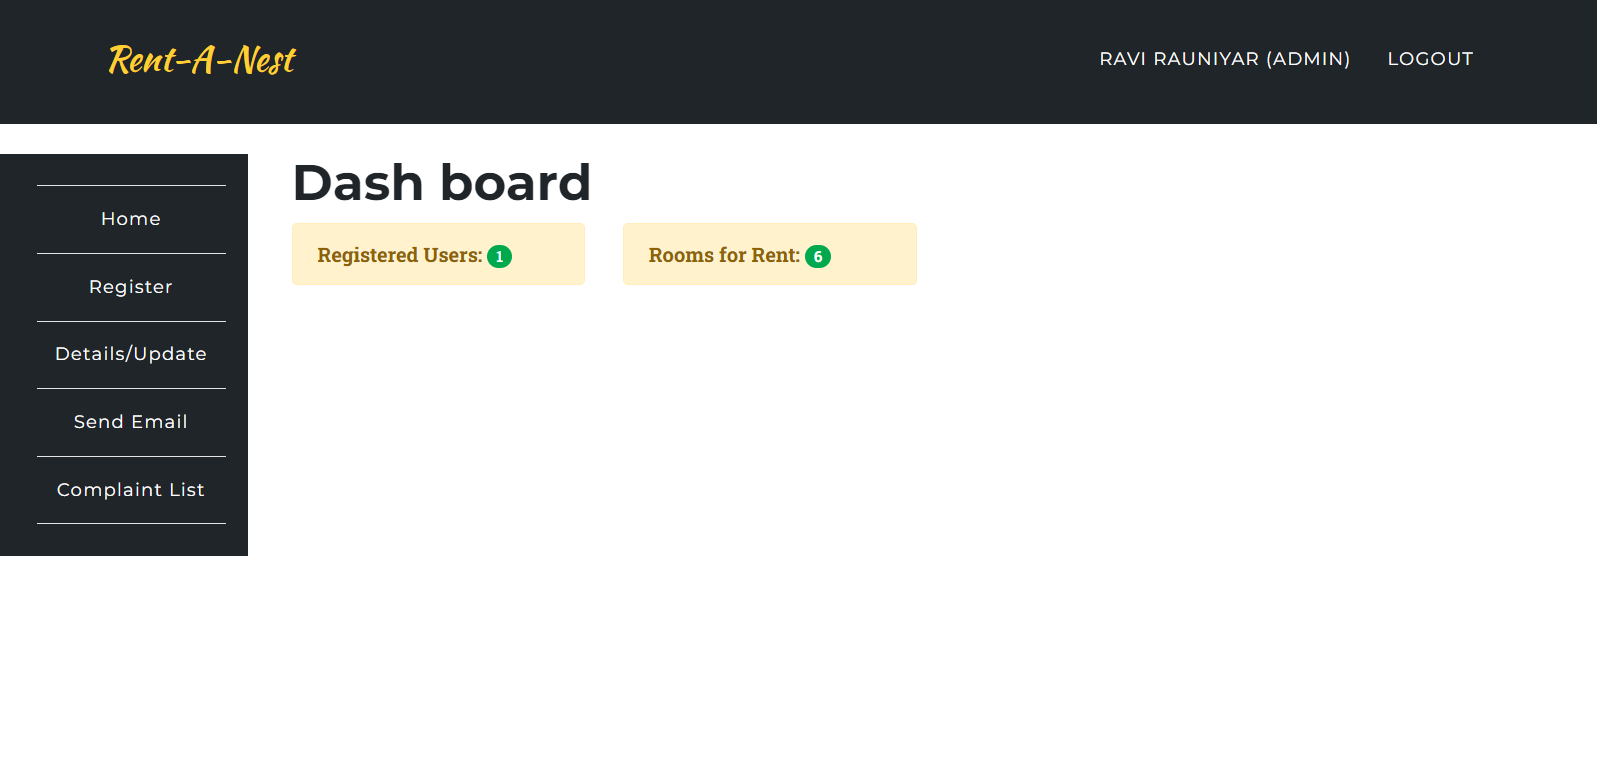 Rent-A-Nest
RAVI RAUNIYAR (ADMIN) LOGOUT
Home
Register
Details/Update
Send Email
Complaint List
Dash board
Registered Users: 1
Rooms for Rent: 6